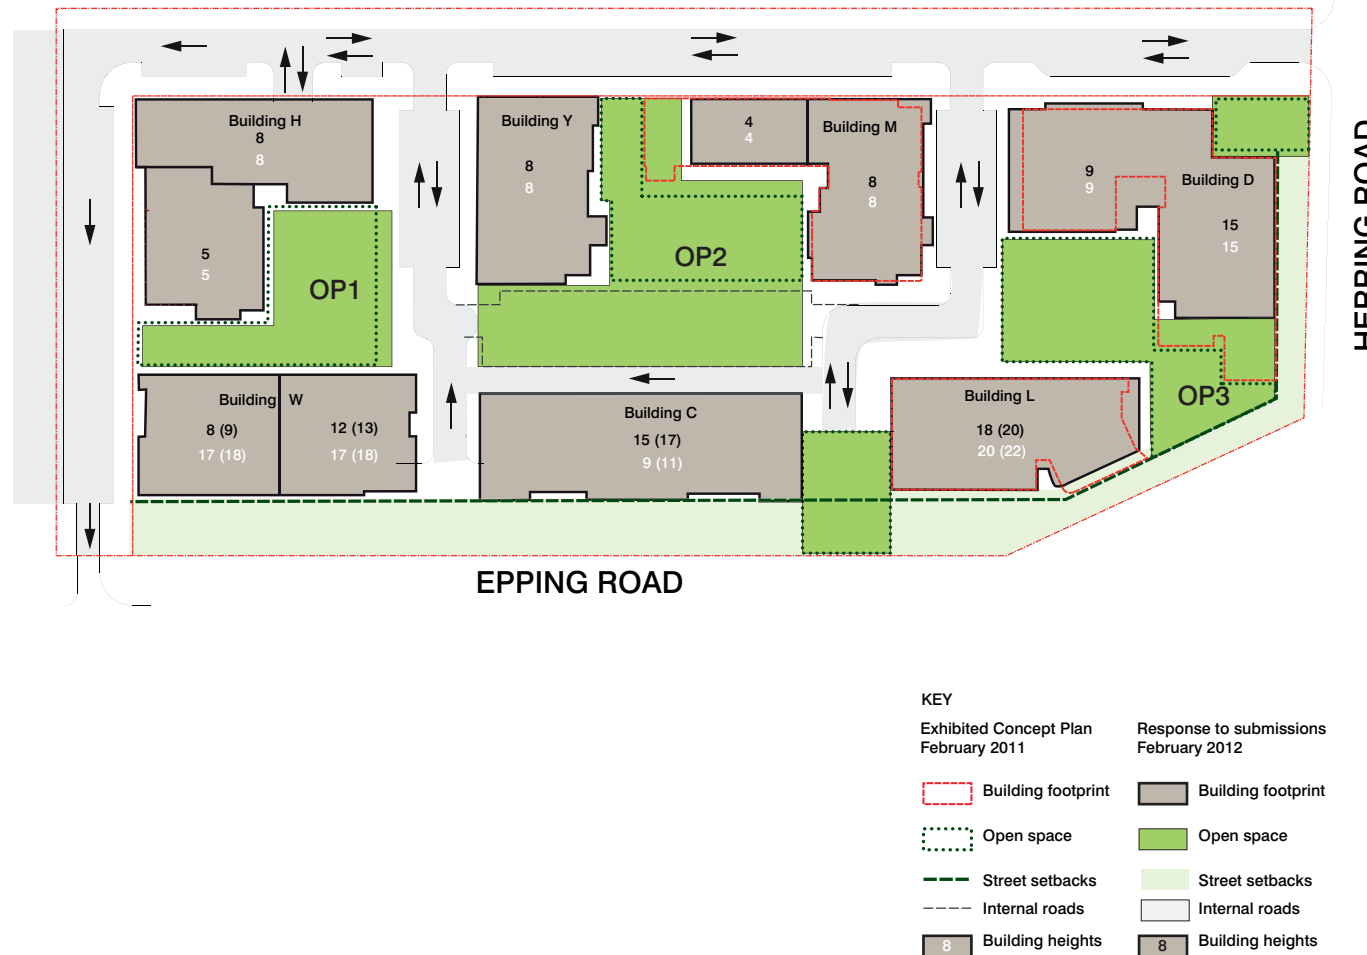 Building H
8
8
5
5
OP1
Building Y
8
8
OP2
4
4
Building M
8
8
9
9
Building D
15
15
HERRING ROAD
Building W
8 (9)
17 (18)
12 (13)
17 (18)
Building C
15 (17)
9 (11)
Building L
18 (20)
20 (22)
OP3
EPPING ROAD
KEY
Exhibited Concept Plan
February 2011
Building footprint
Open space
Street setbacks
Internal roads
8
Building heights
Response to submissions
February 2012
Building footprint
Open space
Street setbacks
Internal roads
8
Building heights